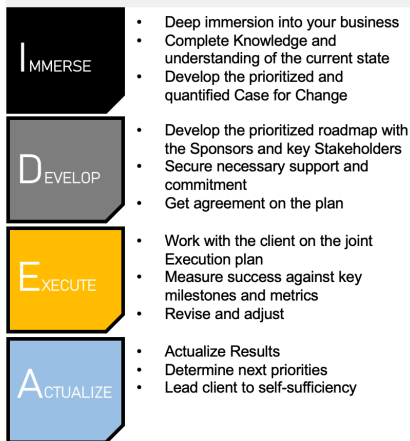 IMMERSE
• Deep immersion into your business
• Complete Knowledge and
understanding of the current state
• Develop the prioritized and
quantified Case for Change
DEVELOP
• Develop the prioritized roadmap with
the Sponsors and key Stakeholders
• Secure necessary support and
commitment
• Get agreement on the plan
EXECUTE
• Work with the client on the joint
Execution plan
• Measure success against key
milestones and metrics
• Revise and adjust
ACTUALIZE
• Actualize Results
• Determine next priorities
• Lead client to self-sufficiency